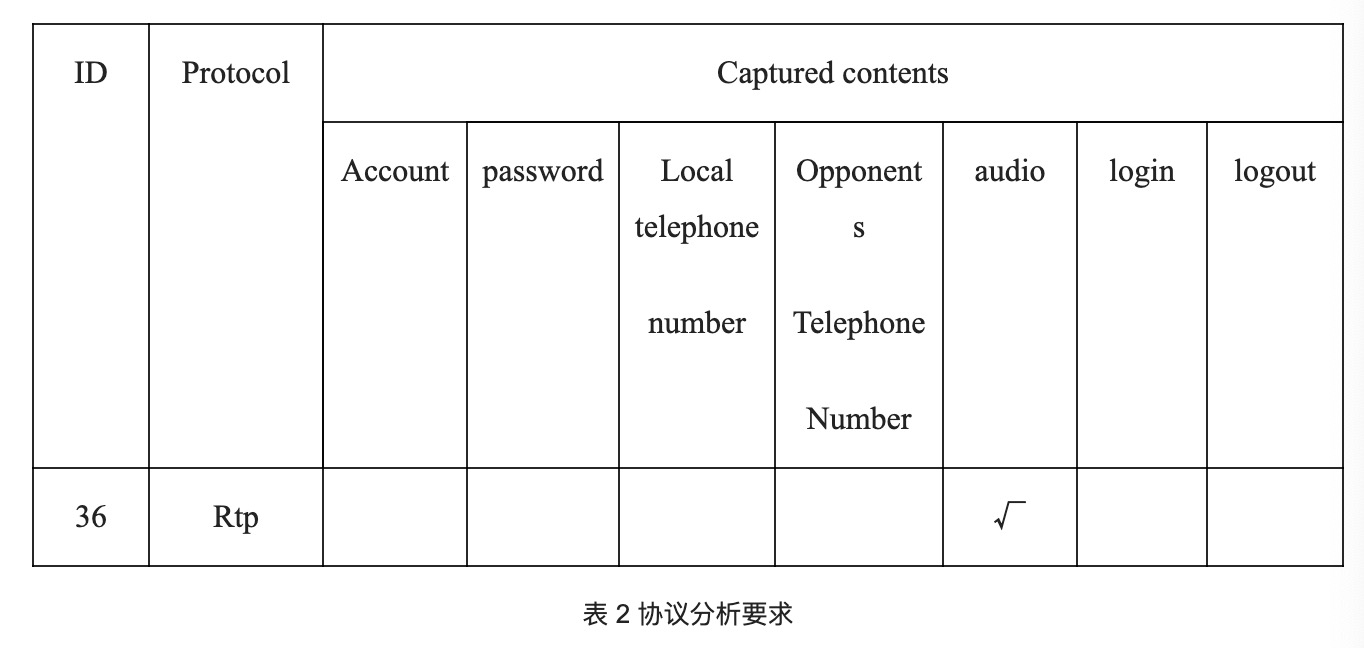 ID Protocol Captured contents
Account password Local Opponent audio login logout
telephone s
number Telephone
Number
36 Rtp √
表 2 协议分析要求